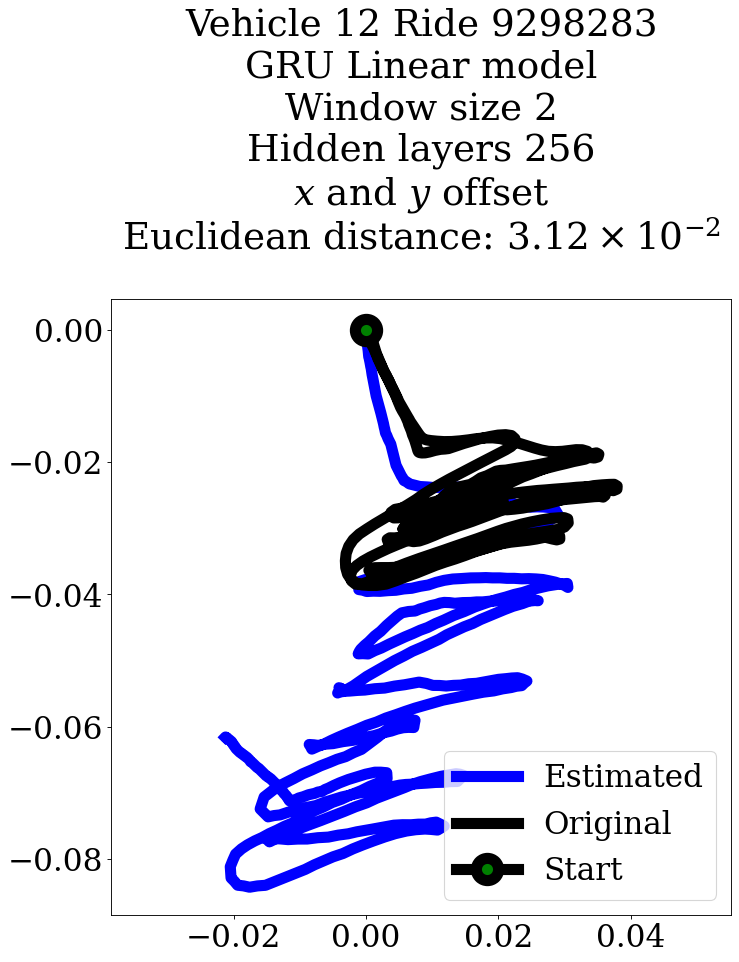 Vehicle 12 Ride 9298283
GRU Linear model
Window size 2
Hidden layers 256
x and y offset
Euclidean distance: 3.12 × 10⁻²
0.00
−0.02
−0.04
−0.06
−0.08
Estimated
Original
Start
−0.02 0.00 0.02 0.04